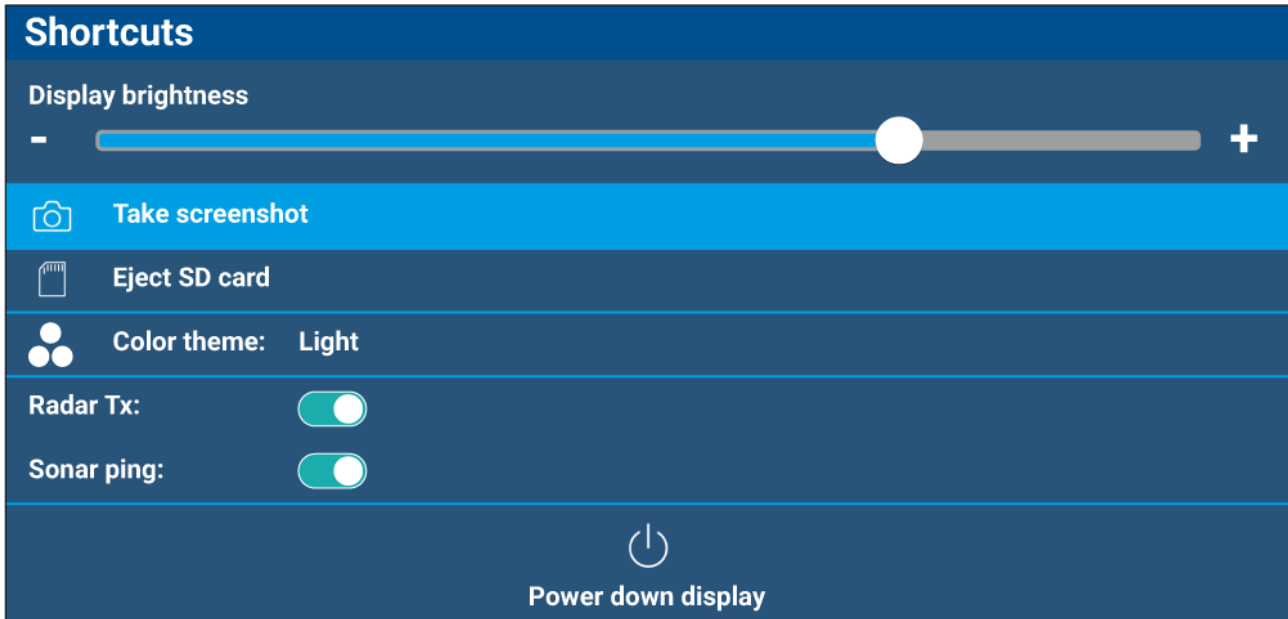 Shortcuts
Display brightness
- +
Take screenshot
Eject SD card
Color theme: Light
Radar Tx:
Sonar ping:
Power down display